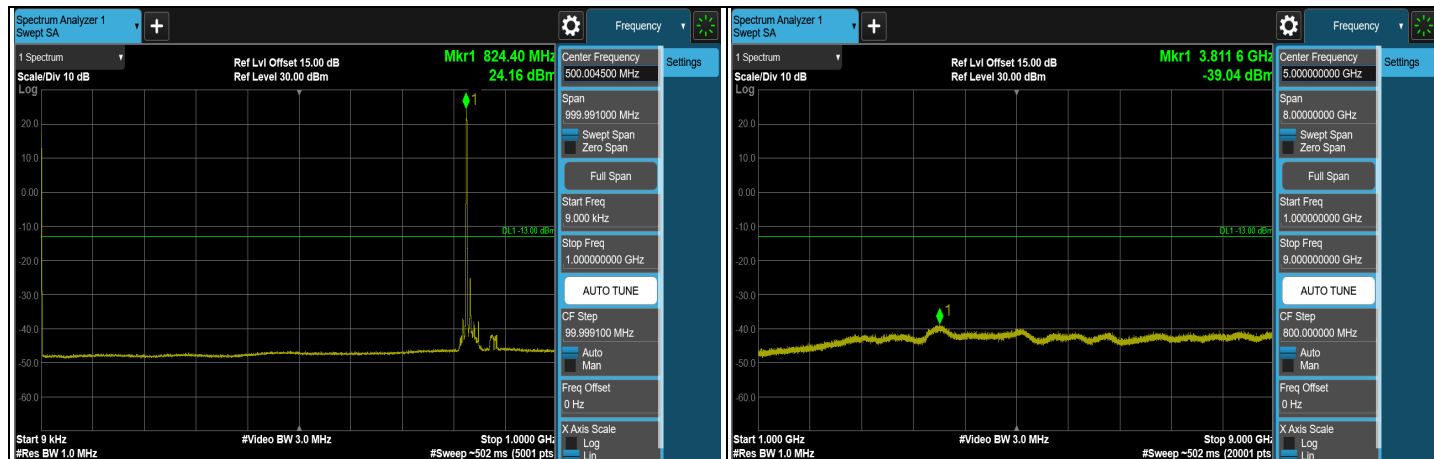 Spectrum Analyzer 1
Swept SA
+
Frequency
1 Spectrum
Scale/Div 10 dB
Log
Ref Lvl Offset 15.00 dB
Ref Level 30.00 dBm
Mkr1 824.40 MHz
24.16 dBm
1
20.0
10.0
0.00
-10.0
-20.0
-30.0
-40.0
-50.0
-60.0
DL1 -13.00 dBm
Start 9 kHz
#Res BW 1.0 MHz
#Video BW 3.0 MHz
Stop 1.0000 GHz
#Sweep ~502 ms (5001 pts
Center Frequency
500.004500 MHz
Settings
Span
999.991000 MHz
Swept Span
Zero Span
Full Span
Start Freq
9.000 kHz
Stop Freq
1.000000000 GHz
AUTO TUNE
CF Step
99.999100 MHz
Auto
Man
Freq Offset
0 Hz
X Axis Scale
Log
Lin
Spectrum Analyzer 1
Swept SA
+
Frequency
1 Spectrum
Scale/Div 10 dB
Log
Ref Lvl Offset 15.00 dB
Ref Level 30.00 dBm
Mkr1 3.811 6 GHz
-39.04 dBm
1
20.0
10.0
0.00
-10.0
-20.0
-30.0
-40.0
-50.0
-60.0
DL1 -13.00 dBm
Start 1.000 GHz
#Res BW 1.0 MHz
#Video BW 3.0 MHz
Stop 9.000 GHz
#Sweep ~502 ms (20001 pts
Center Frequency
5.000000000 GHz
Settings
Span
8.00000000 GHz
Swept Span
Zero Span
Full Span
Start Freq
1.000000000 GHz
Stop Freq
9.000000000 GHz
AUTO TUNE
CF Step
800.000000 MHz
Auto
Man
Freq Offset
0 Hz
X Axis Scale
Log
Lin